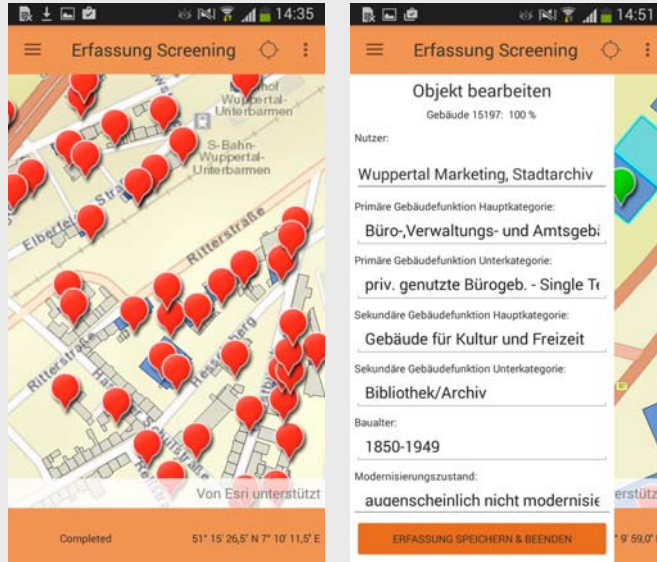 14:35
Erfassung Screening
Wuppertal-
Unterbarmen
S-Bahn-
Wuppertal-
Unterbarmen
Ritterstraße
Ritterstraße
Von Esri unterstützt
Completed
51° 15' 26,5" N 7° 10' 11,5" E
14:51
Erfassung Screening
Objekt bearbeiten
Gebäude 15197: 100 %
Nutzer:
Wuppertal Marketing, Stadtarchiv
Primäre Gebäudefunktion Hauptkategorie:
Büro-,Verwaltungs- und Amtsgebä
Primäre Gebäudefunktion Unterkategorie:
priv. genutzte Bürogeb. - Single Te
Sekundäre Gebäudefunktion Hauptkategorie:
Gebäude für Kultur und Freizeit
Sekundäre Gebäudefunktion Unterkategorie:
Bibliothek/Archiv
Baualter:
1850-1949
Modernisierungszustand:
augenscheinlich nicht modernisie
ERFASSUNG SPEICHERN & BEENDEN